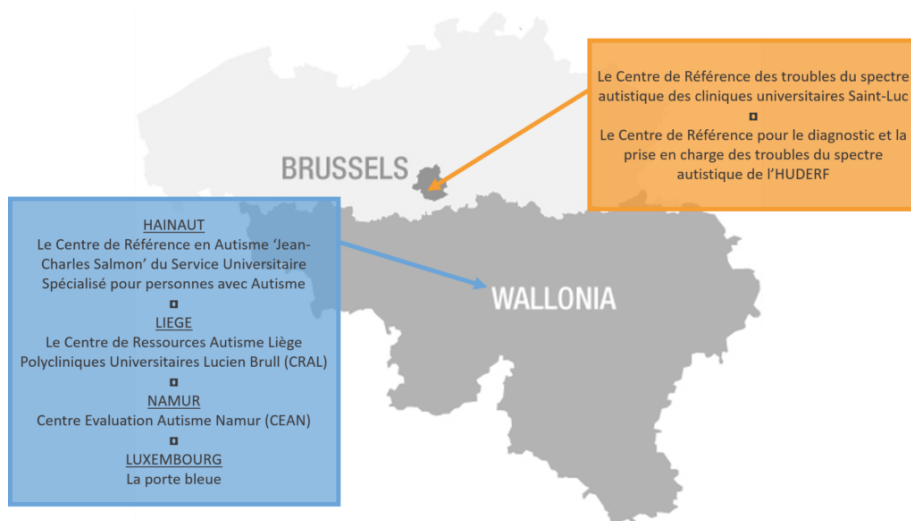 Le Centre de Référence des troubles du spectre
autistique des cliniques universitaires Saint-Luc
Le Centre de Référence pour le diagnostic et la
prise en charge des troubles du spectre
autistique de l'HUDERF
BRUSSELS
HAINAUT
Le Centre de Référence en Autisme ‘Jean-
Charles Salmon’ du Service Universitaire
Spécialisé pour personnes avec Autisme
LIEGE
Le Centre de Ressources Autisme Liège
Polycliniques Universitaires Lucien Brull (CRAL)
NAMUR
Centre Evaluation Autisme Namur (CEAN)
LUXEMBOURG
La porte bleue
WALLONIA